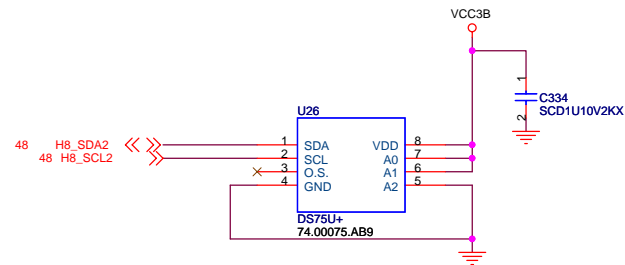 VCC3B
1
C334
SCD1U10V2KX
2
U26
48 H8_SDA2
48 H8_SCL2
1 SDA VDD 8
2 SCL A0 7
3 O.S. A1 6
4 GND A2 5
DS75U+
74.00075.AB9